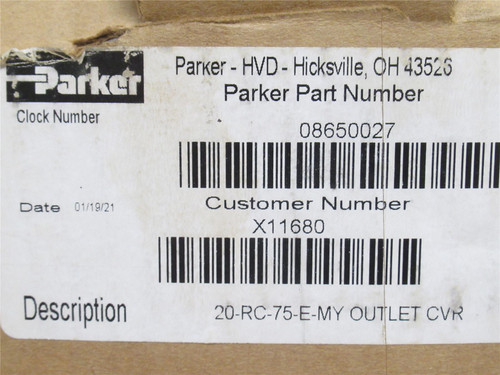 Parker
Parker - HVD - Hicksville, OH 43526
Parker Part Number
Clock Number
08650027
Date 01/19/21
Customer Number
X11680
Description
20-RC-75-E-MY OUTLET CVR